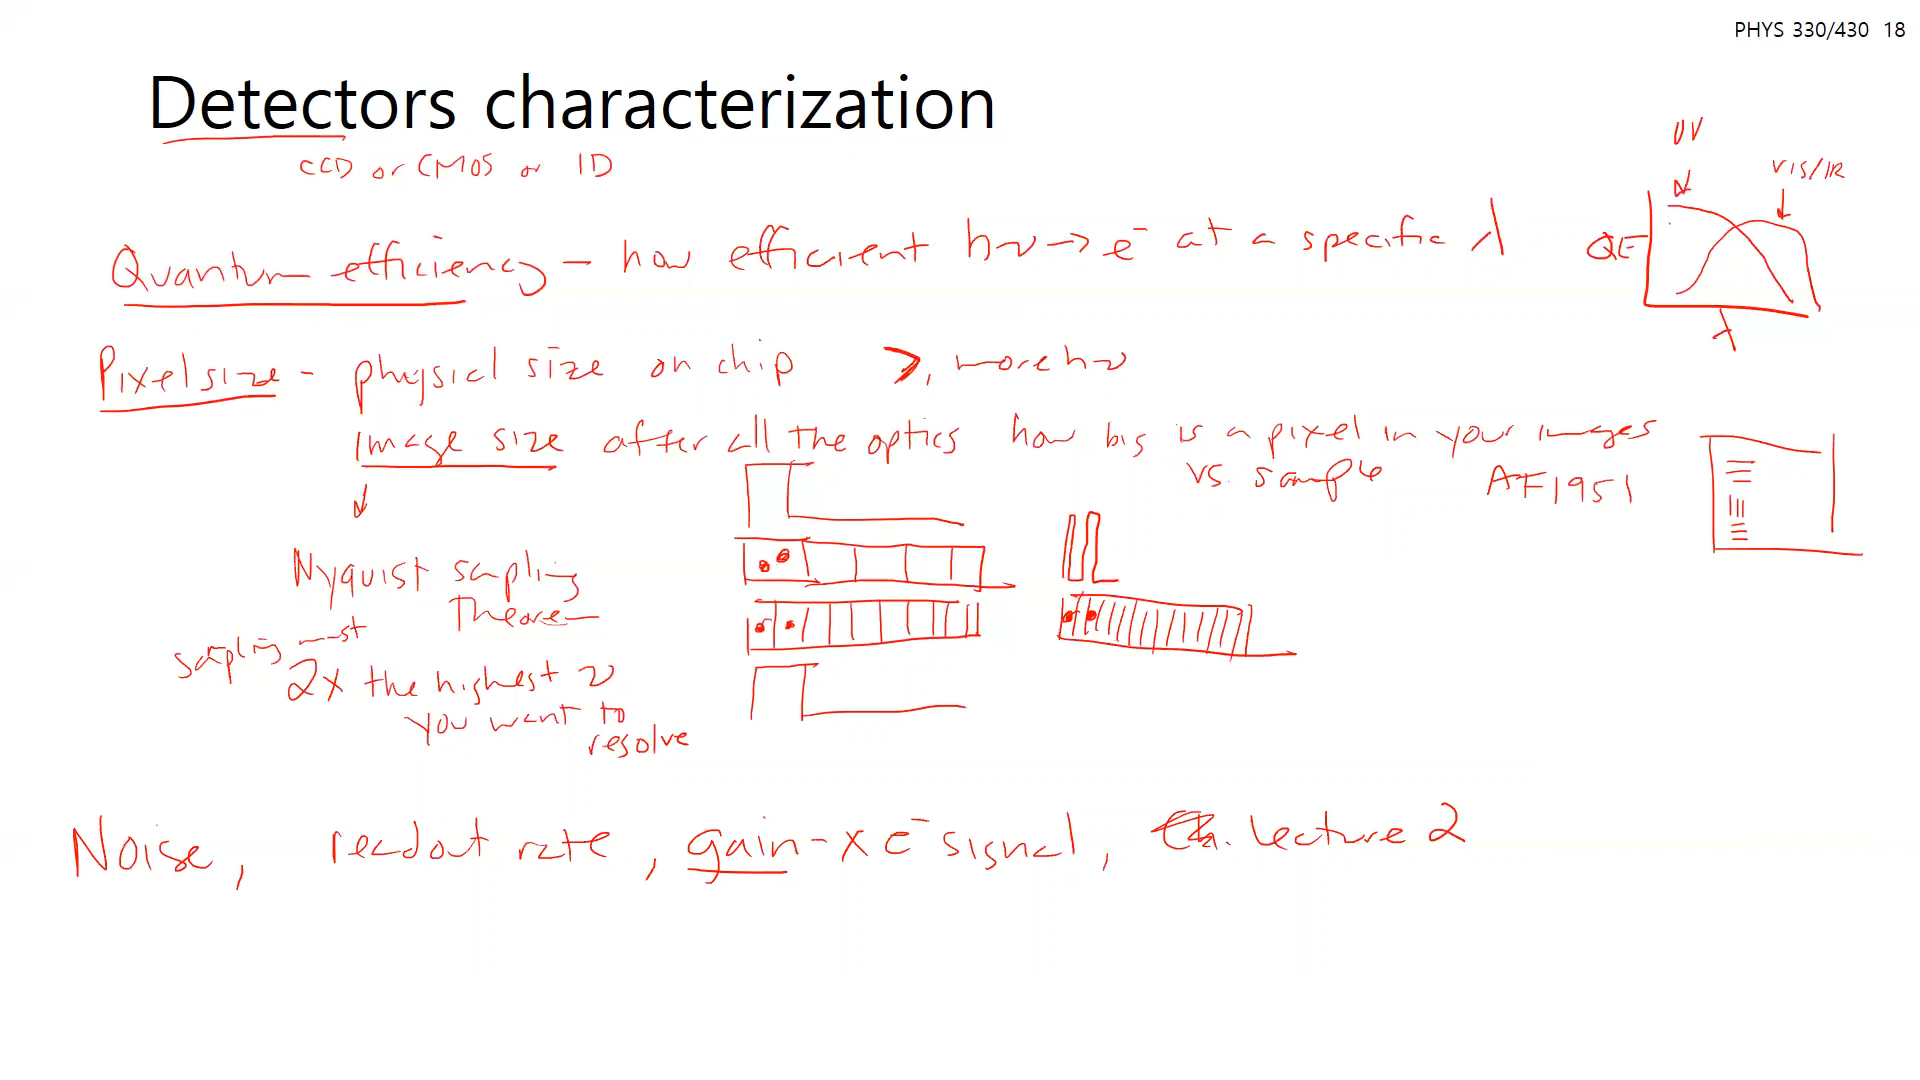 PHYS 330/430 18
Detectors characterization
CCD or CMOS or 1D
UV
VIS/IR
Quantum efficiency - how efficient hν → e⁻ at a specific λ
QE
λ
Pixel size - physical size on chip >, more hν
Image size after all the optics how big is a pixel in your images
vs. sample AF1951
Nyquist sampling
Theorem
sampling must
2x the highest ν
you want to
resolve
Noise, readout rate, gain - x e⁻ signal, Lecture 2